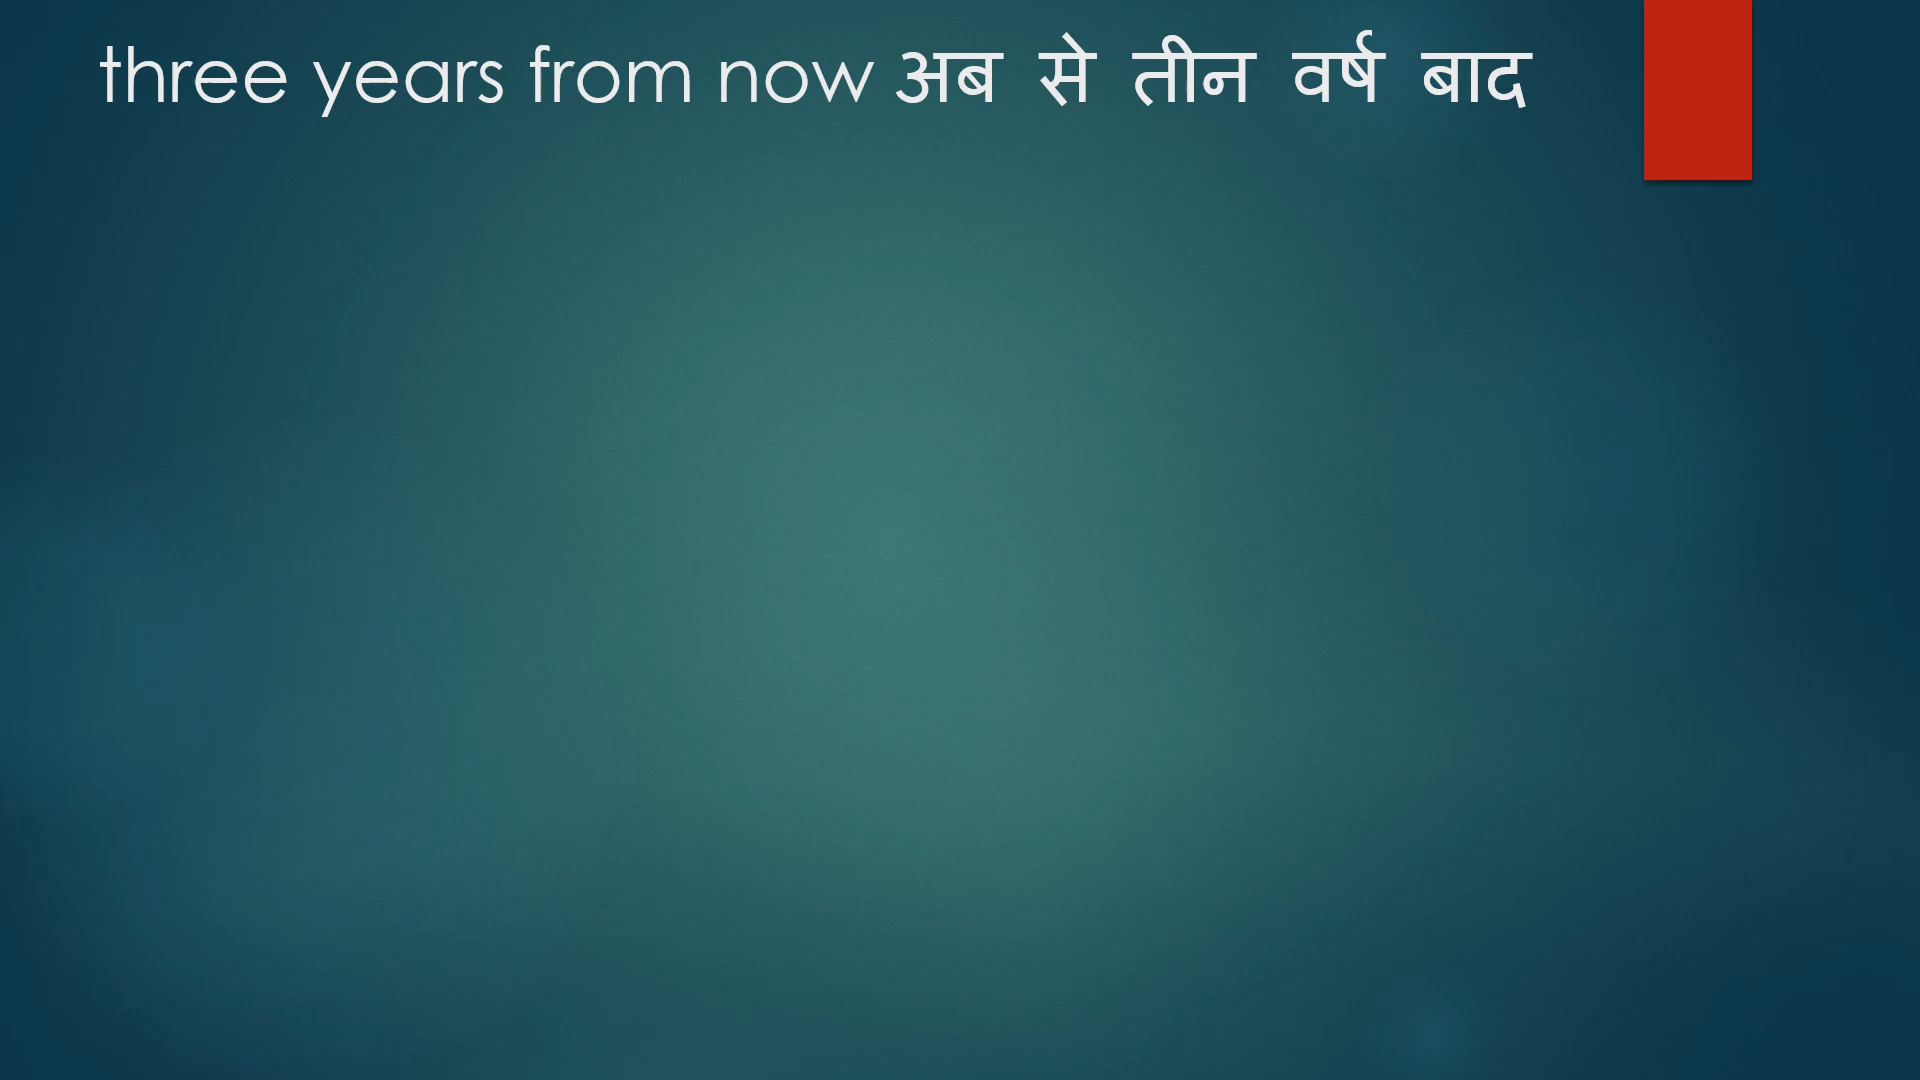 three years from now अब से तीन वर्ष बाद